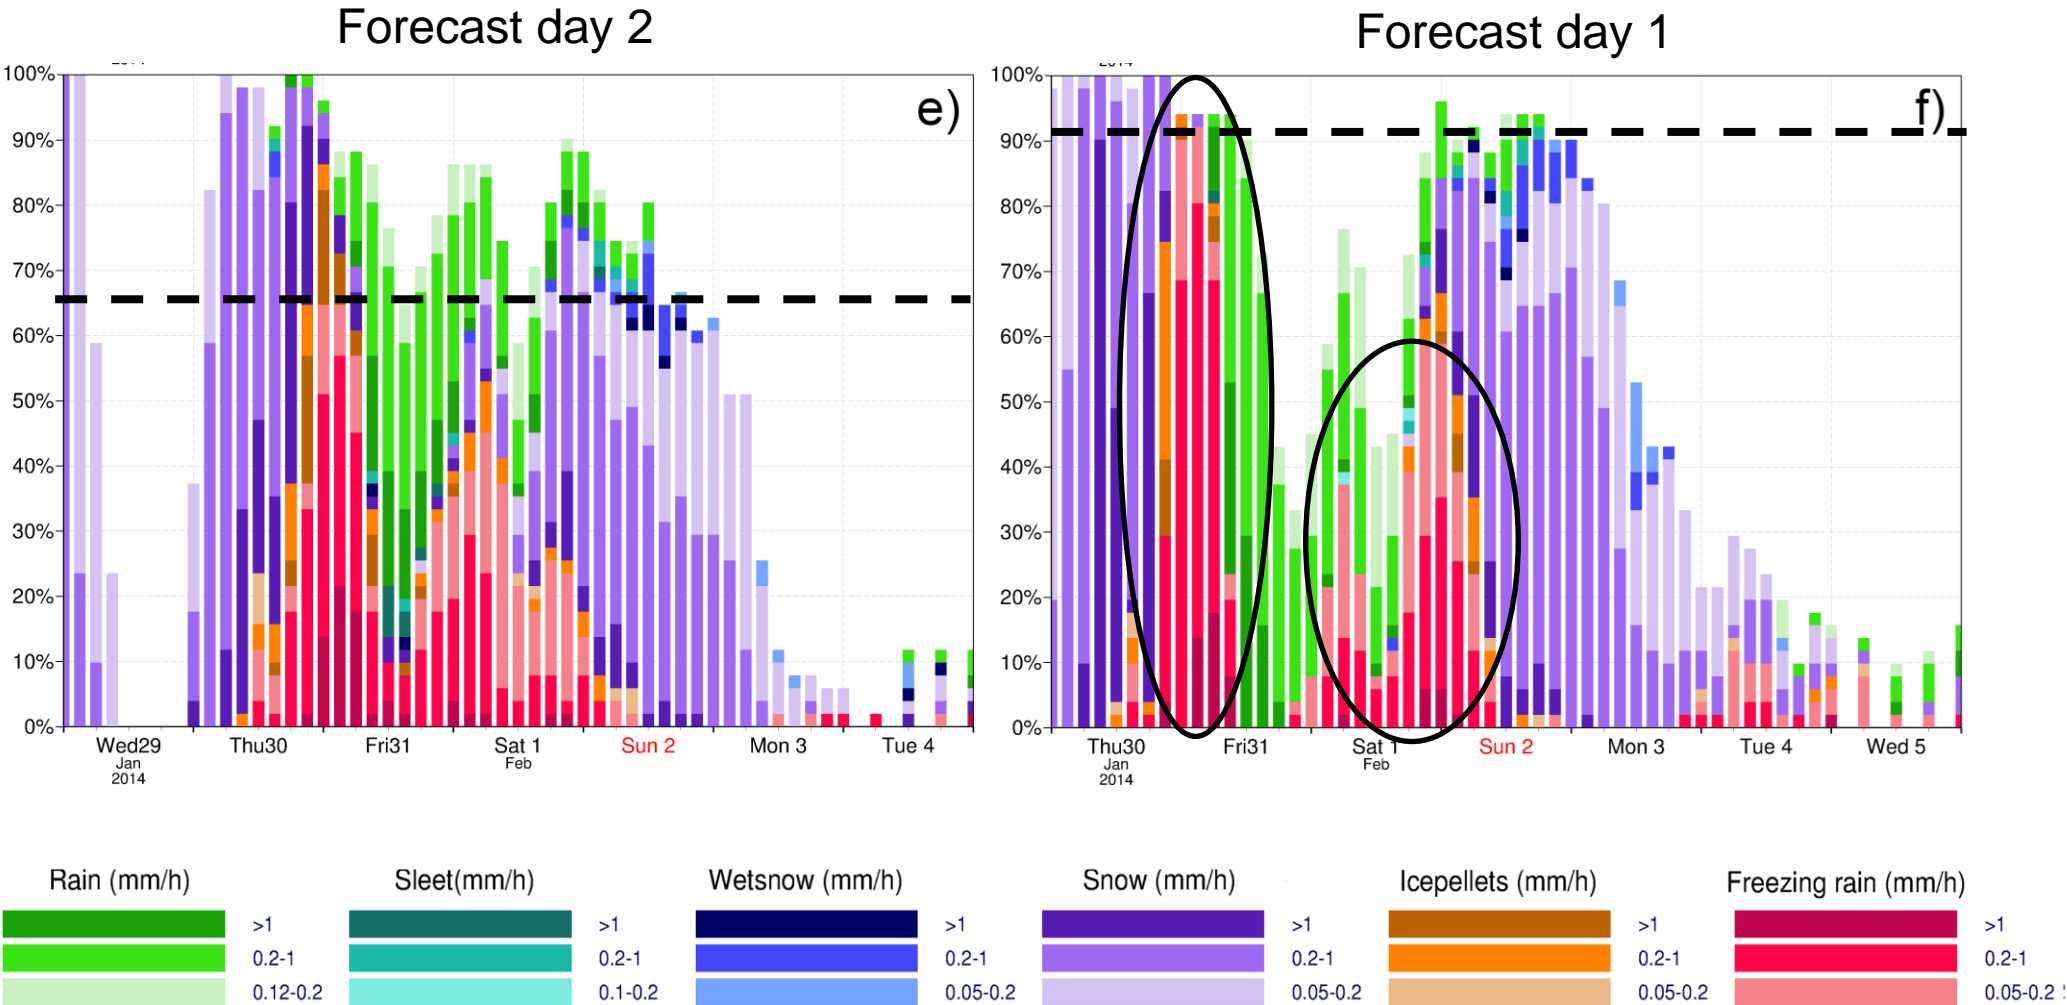 Forecast day 2
Forecast day 1
100%
90%
80%
70%
60%
50%
40%
30%
20%
10%
0%
e)
Wed29
Jan
2014
Thu30
Fri31
Sat 1
Feb
Sun 2
Mon 3
Tue 4
100%
90%
80%
70%
60%
50%
40%
30%
20%
10%
0%
f)
Thu30
Jan
2014
Fri31
Sat 1
Feb
Sun 2
Mon 3
Tue 4
Wed 5
Rain (mm/h)
>1
0.2-1
0.12-0.2
Sleet(mm/h)
>1
0.2-1
0.1-0.2
Wetsnow (mm/h)
>1
0.2-1
0.05-0.2
Snow (mm/h)
>1
0.2-1
0.05-0.2
Icepellets (mm/h)
>1
0.2-1
0.05-0.2
Freezing rain (mm/h)
>1
0.2-1
0.05-0.2